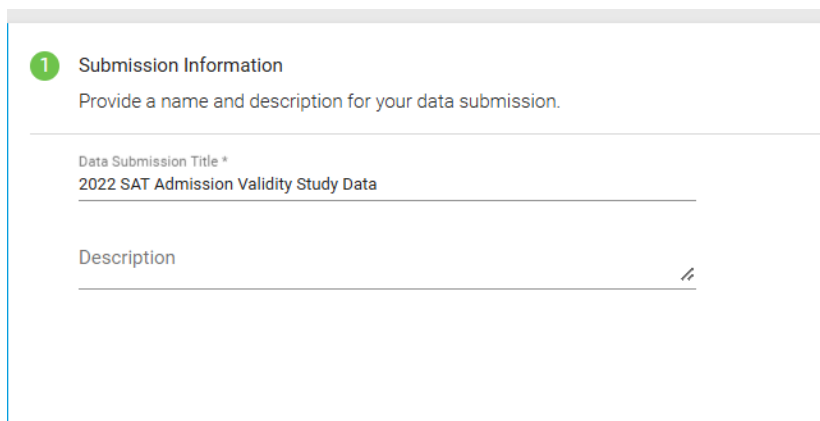 1
Submission Information
Provide a name and description for your data submission.
Data Submission Title *
2022 SAT Admission Validity Study Data
Description